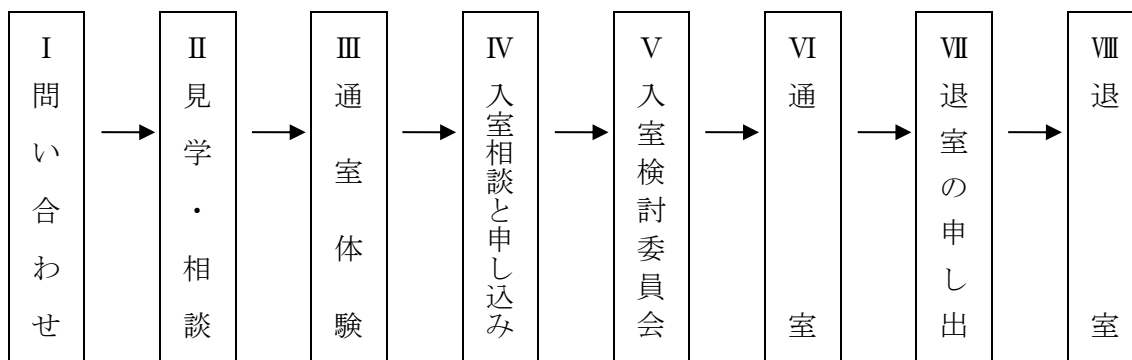 Ⅰ問い合わせ
Ⅱ見学・相談
Ⅲ通室体験
Ⅳ入室相談と申し込み
Ⅴ入室検討委員会
Ⅵ通室
Ⅶ退室の申し出
Ⅷ退室